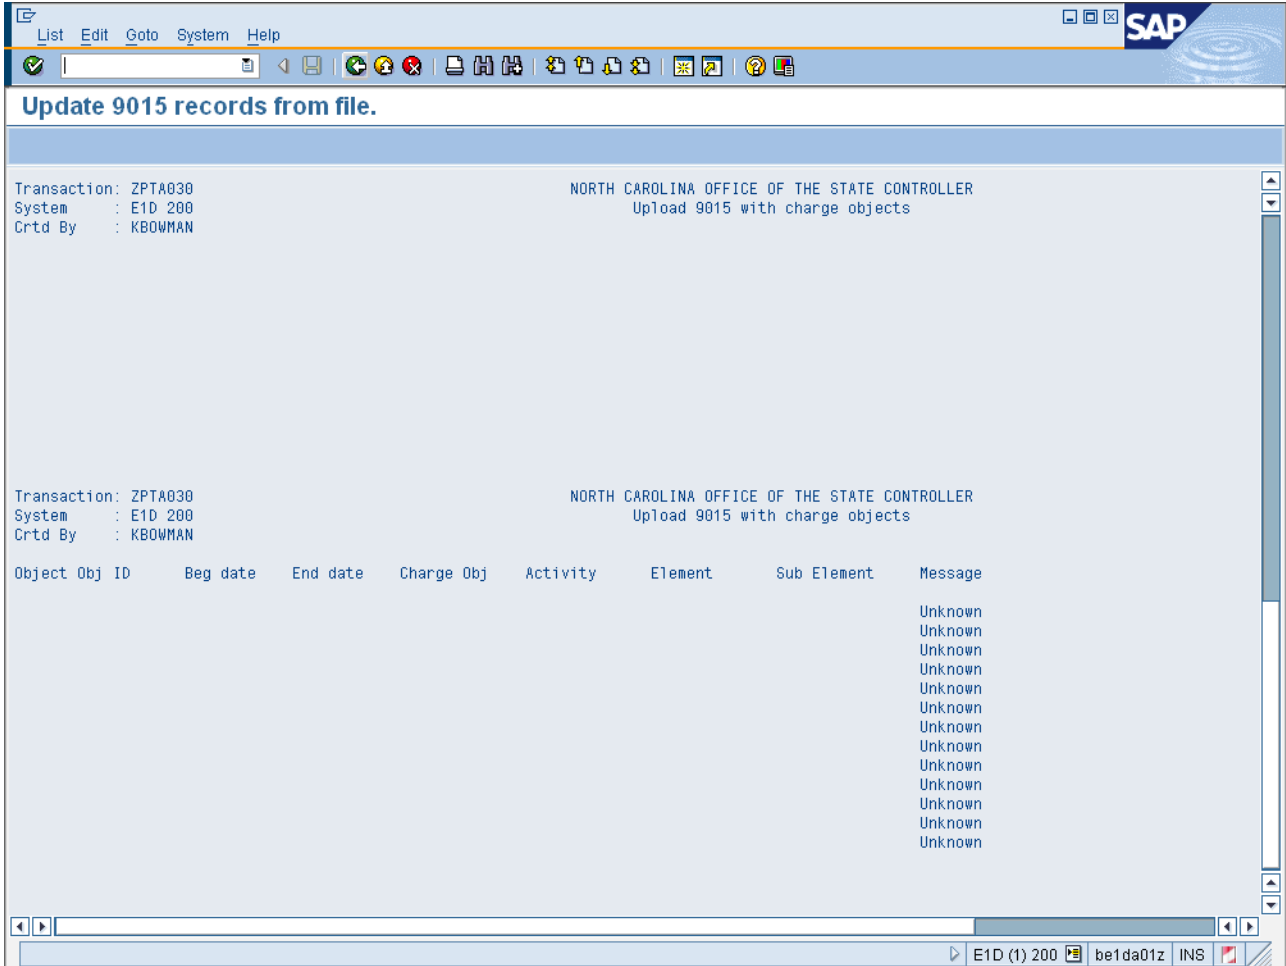 List Edit Goto System Help
SAP
Update 9015 records from file.
Transaction: ZPTA030 NORTH CAROLINA OFFICE OF THE STATE CONTROLLER
System : E1D 200 Upload 9015 with charge objects
Crtd By : KBOWMAN
Transaction: ZPTA030 NORTH CAROLINA OFFICE OF THE STATE CONTROLLER
System : E1D 200 Upload 9015 with charge objects
Crtd By : KBOWMAN
Object Obj ID Beg date End date Charge Obj Activity Element Sub Element Message
Unknown
Unknown
Unknown
Unknown
Unknown
Unknown
Unknown
Unknown
Unknown
Unknown
Unknown
Unknown
Unknown
E1D (1) 200 be1da01z INS